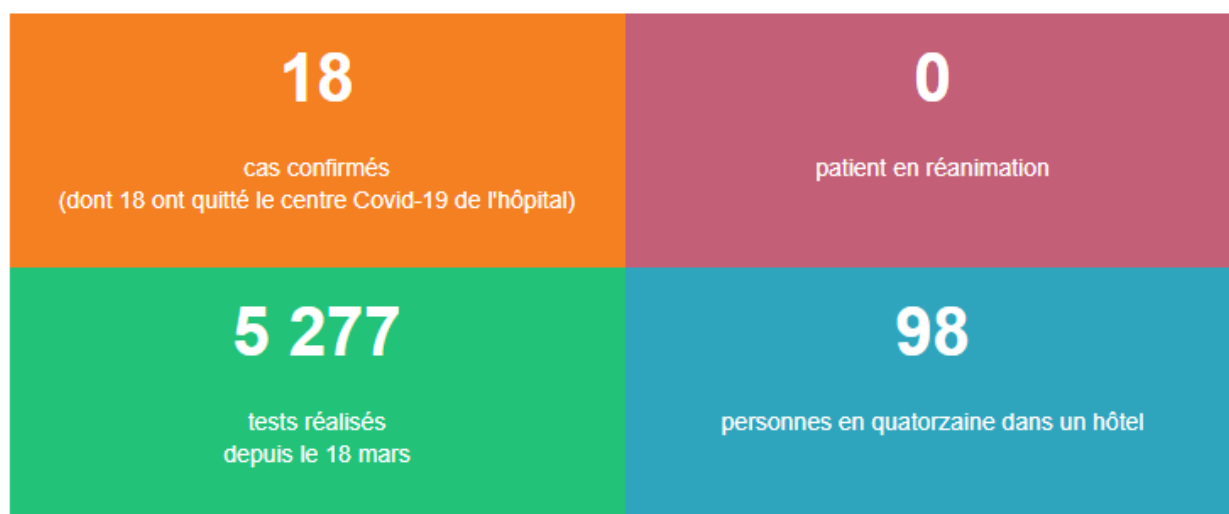 18
cas confirmés
(dont 18 ont quitté le centre Covid-19 de l'hôpital)
0
patient en réanimation
5 277
tests réalisés
depuis le 18 mars
98
personnes en quatorzaine dans un hôtel